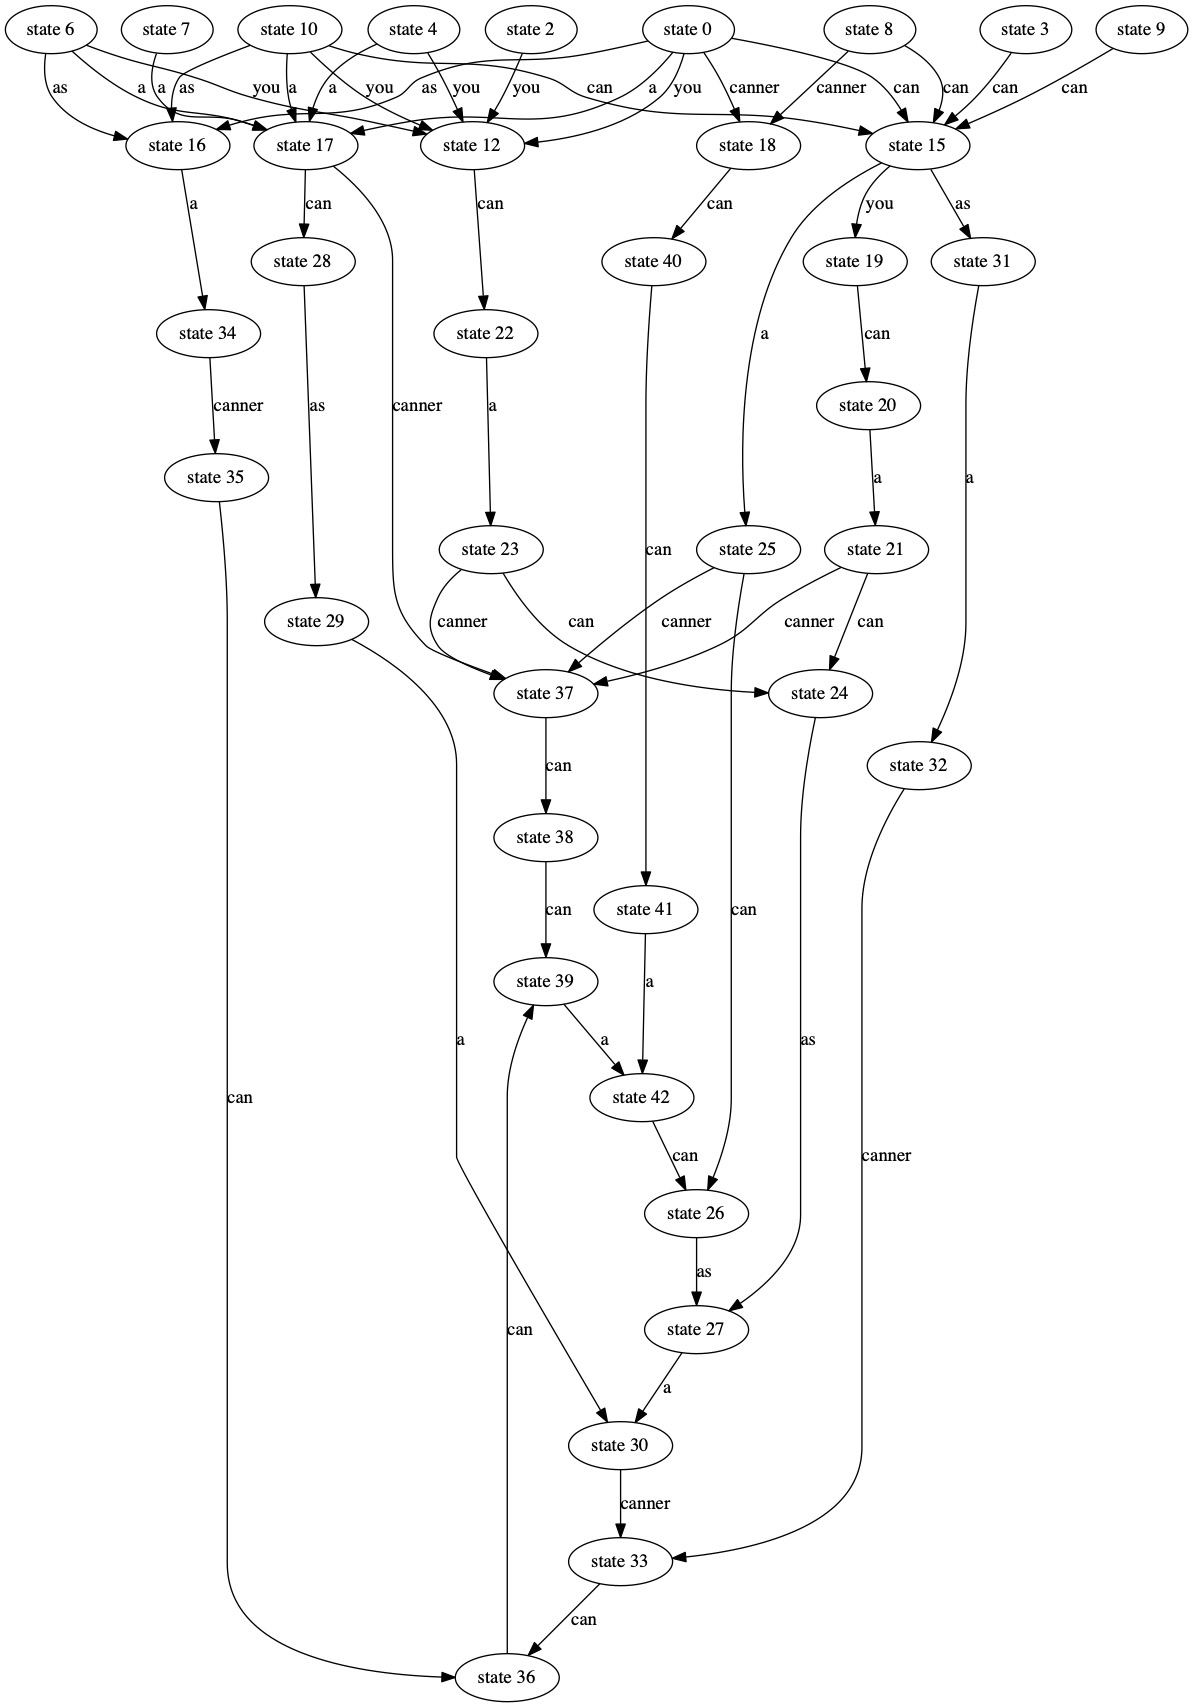 state 6 state 7 state 10 state 4 state 2 state 0 state 8 state 3 state 9
as a you a as a you can a you as a you canner can canner can can can
state 16 state 17 state 12 state 18 state 15
a can can can you as
state 28 state 40 state 19 state 31
state 34 state 22 a can
canner as canner a state 20
state 35 a a
state 23 can state 25 state 21
state 29 canner can canner canner can
state 37 state 24
can state 32
state 38
can state 41 can
state 39 a
a a as
can state 42
can canner
state 26
as
can state 27
a
state 30
canner
state 33
can
state 36